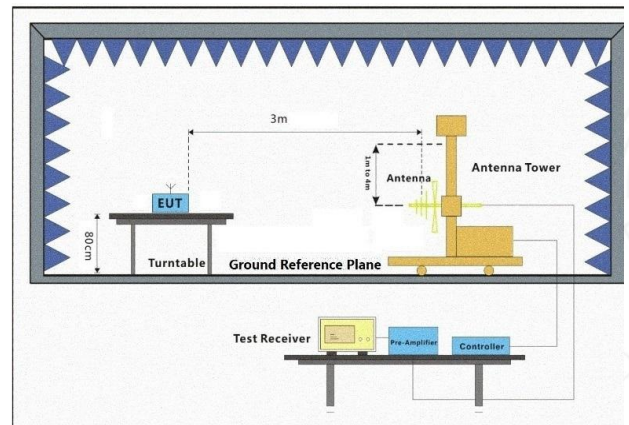 3m
1m to 4m
Antenna
Antenna Tower
EUT
80cm
Turntable
Ground Reference Plane
Test Receiver
Pre-Amplifier
Controller